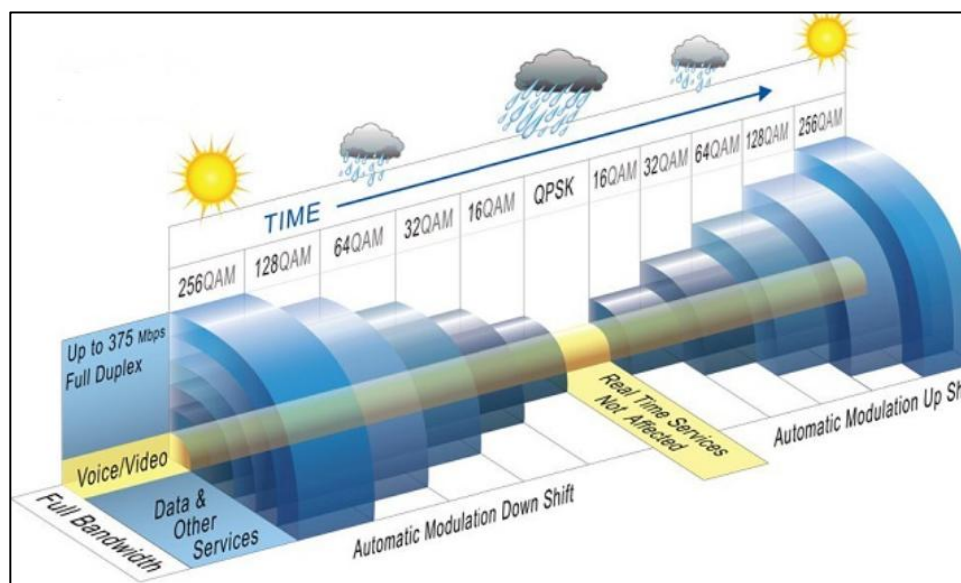 TIME
256QAM
128QAM
64QAM
32QAM
16QAM
QPSK
16QAM
32QAM
64QAM
128QAM
256QAM
Up to 375 Mbps
Full Duplex
Voice/Video
Full Bandwidth
Data &
Other
Services
Automatic Modulation Down Shift
Real Time Services
Not Affected
Automatic Modulation Up Sh